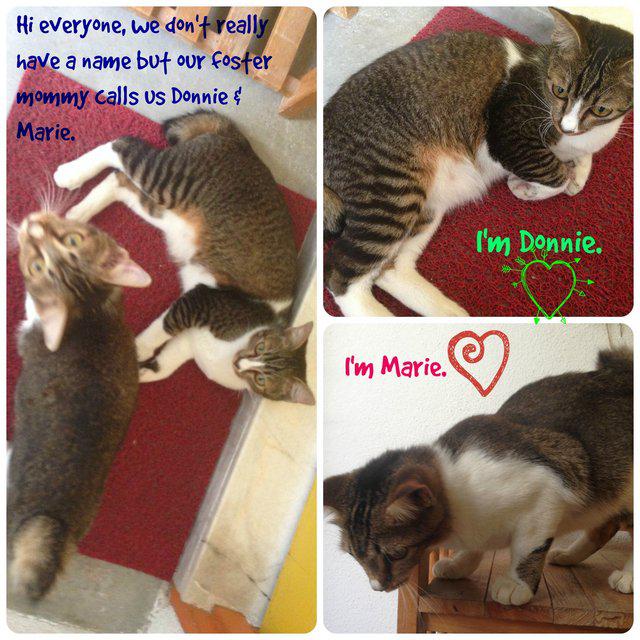 Hi everyone, we don't really
have a name but our foster
mommy calls us Donnie &
Marie.
I'm Donnie.
I'm Marie.